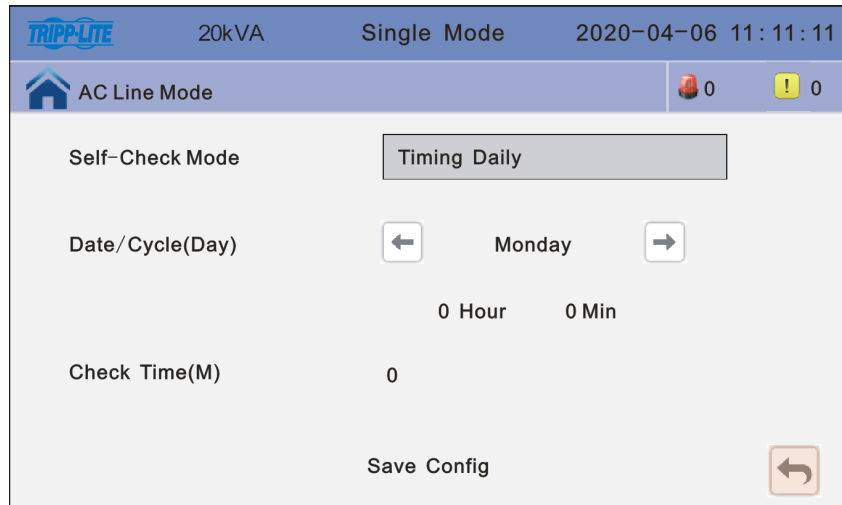 TRIPP-LITE 20kVA Single Mode 2020-04-06 11:11:11
AC Line Mode 0 ! 0
Self-Check Mode Timing Daily
Date/Cycle(Day) Monday
0 Hour 0 Min
Check Time(M) 0
Save Config